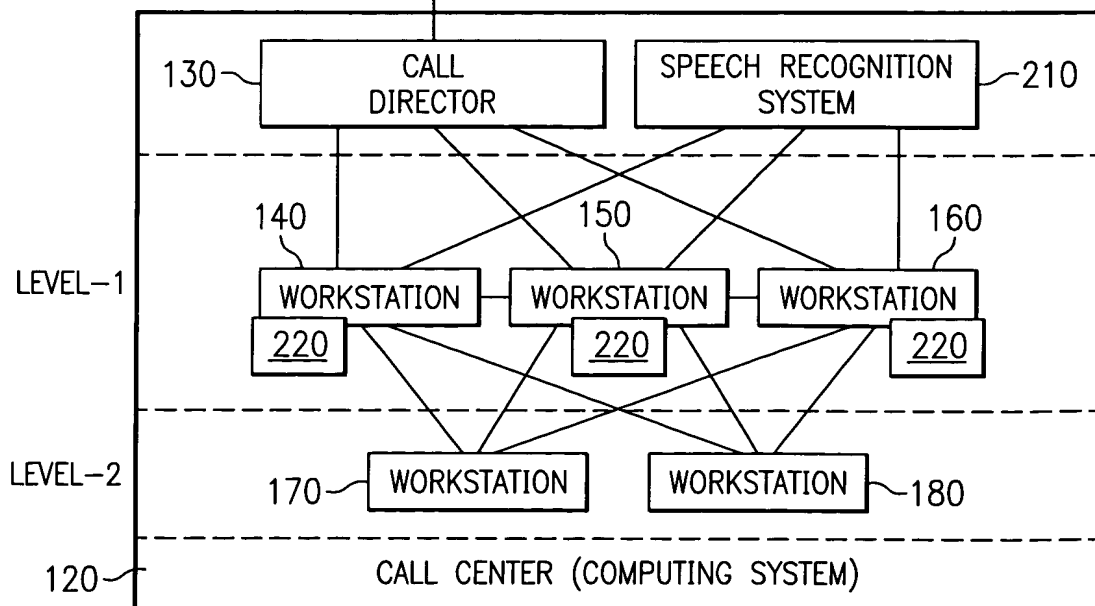 130
CALL
DIRECTOR
SPEECH RECOGNITION
SYSTEM
210
140
150
160
LEVEL-1
WORKSTATION
WORKSTATION
WORKSTATION
220
220
220
LEVEL-2
170
WORKSTATION
WORKSTATION
180
120
CALL CENTER (COMPUTING SYSTEM)